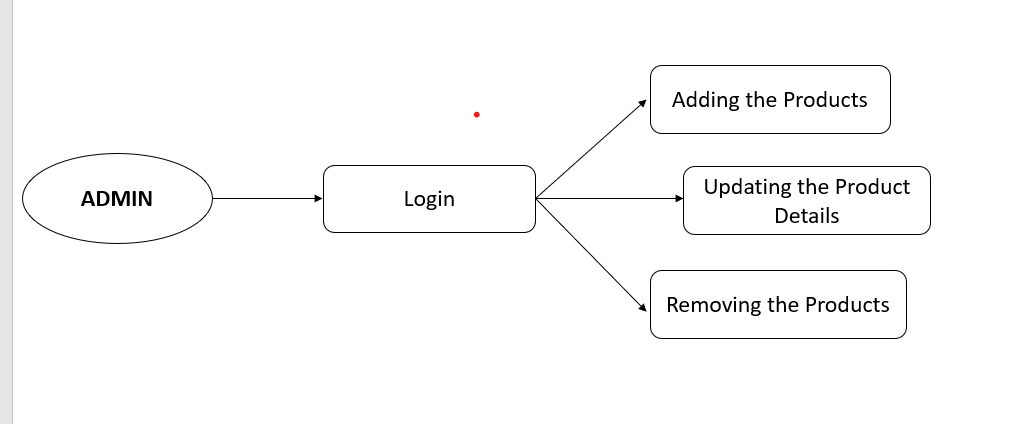 Adding the Products
ADMIN
Login
Updating the Product
Details
Removing the Products